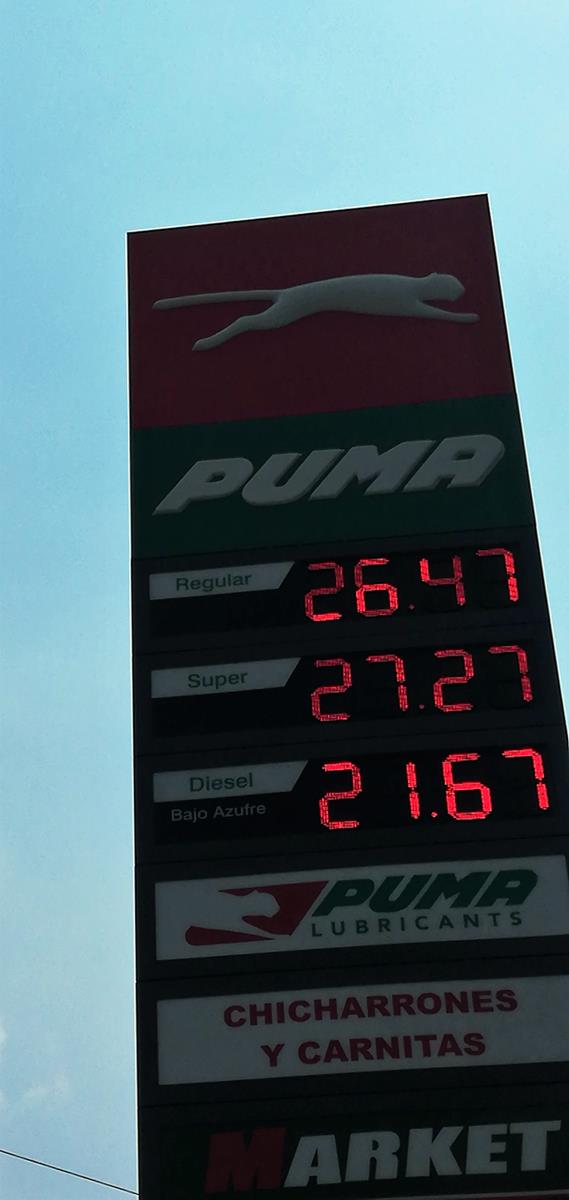 PUMA
Regular 26.47
Super 27.27
Diesel 21.67
Bajo Azufre
PUMA
LUBRICANTS
CHICHARRONES
Y CARNITAS
MARKET